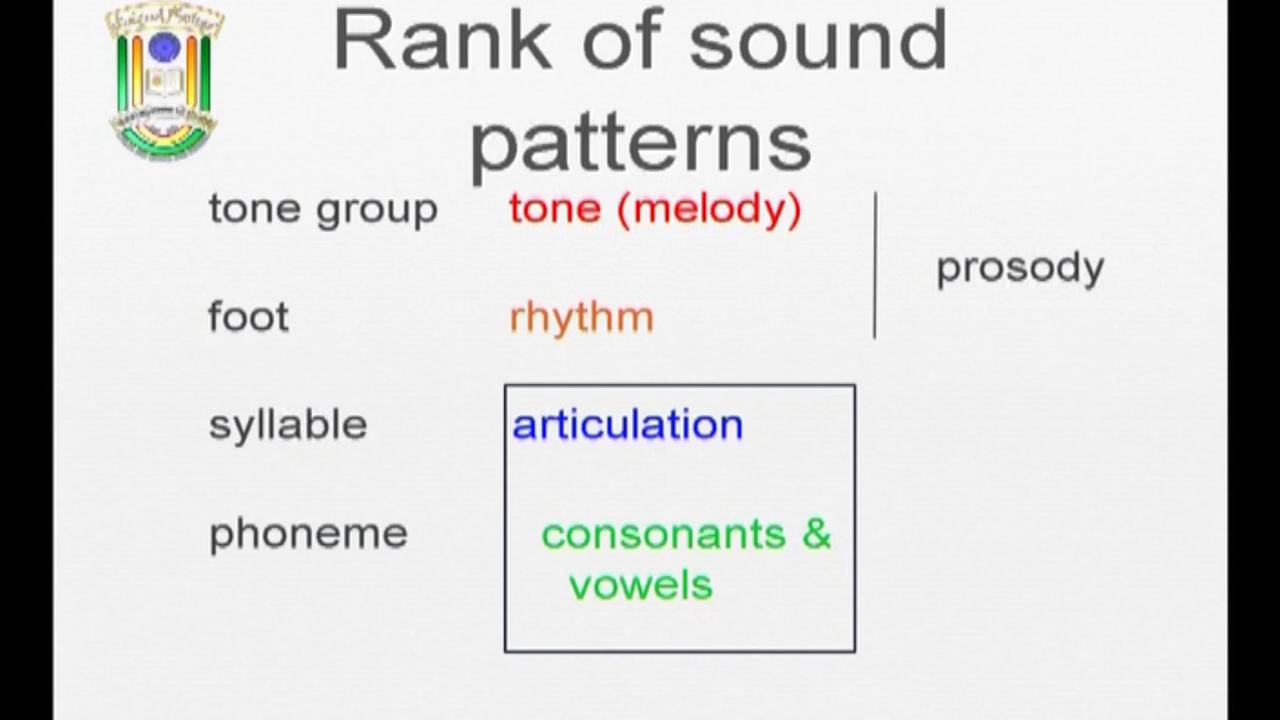 Rank of sound
patterns
tone group tone (melody)
prosody
foot rhythm
syllable articulation
phoneme consonants &
vowels